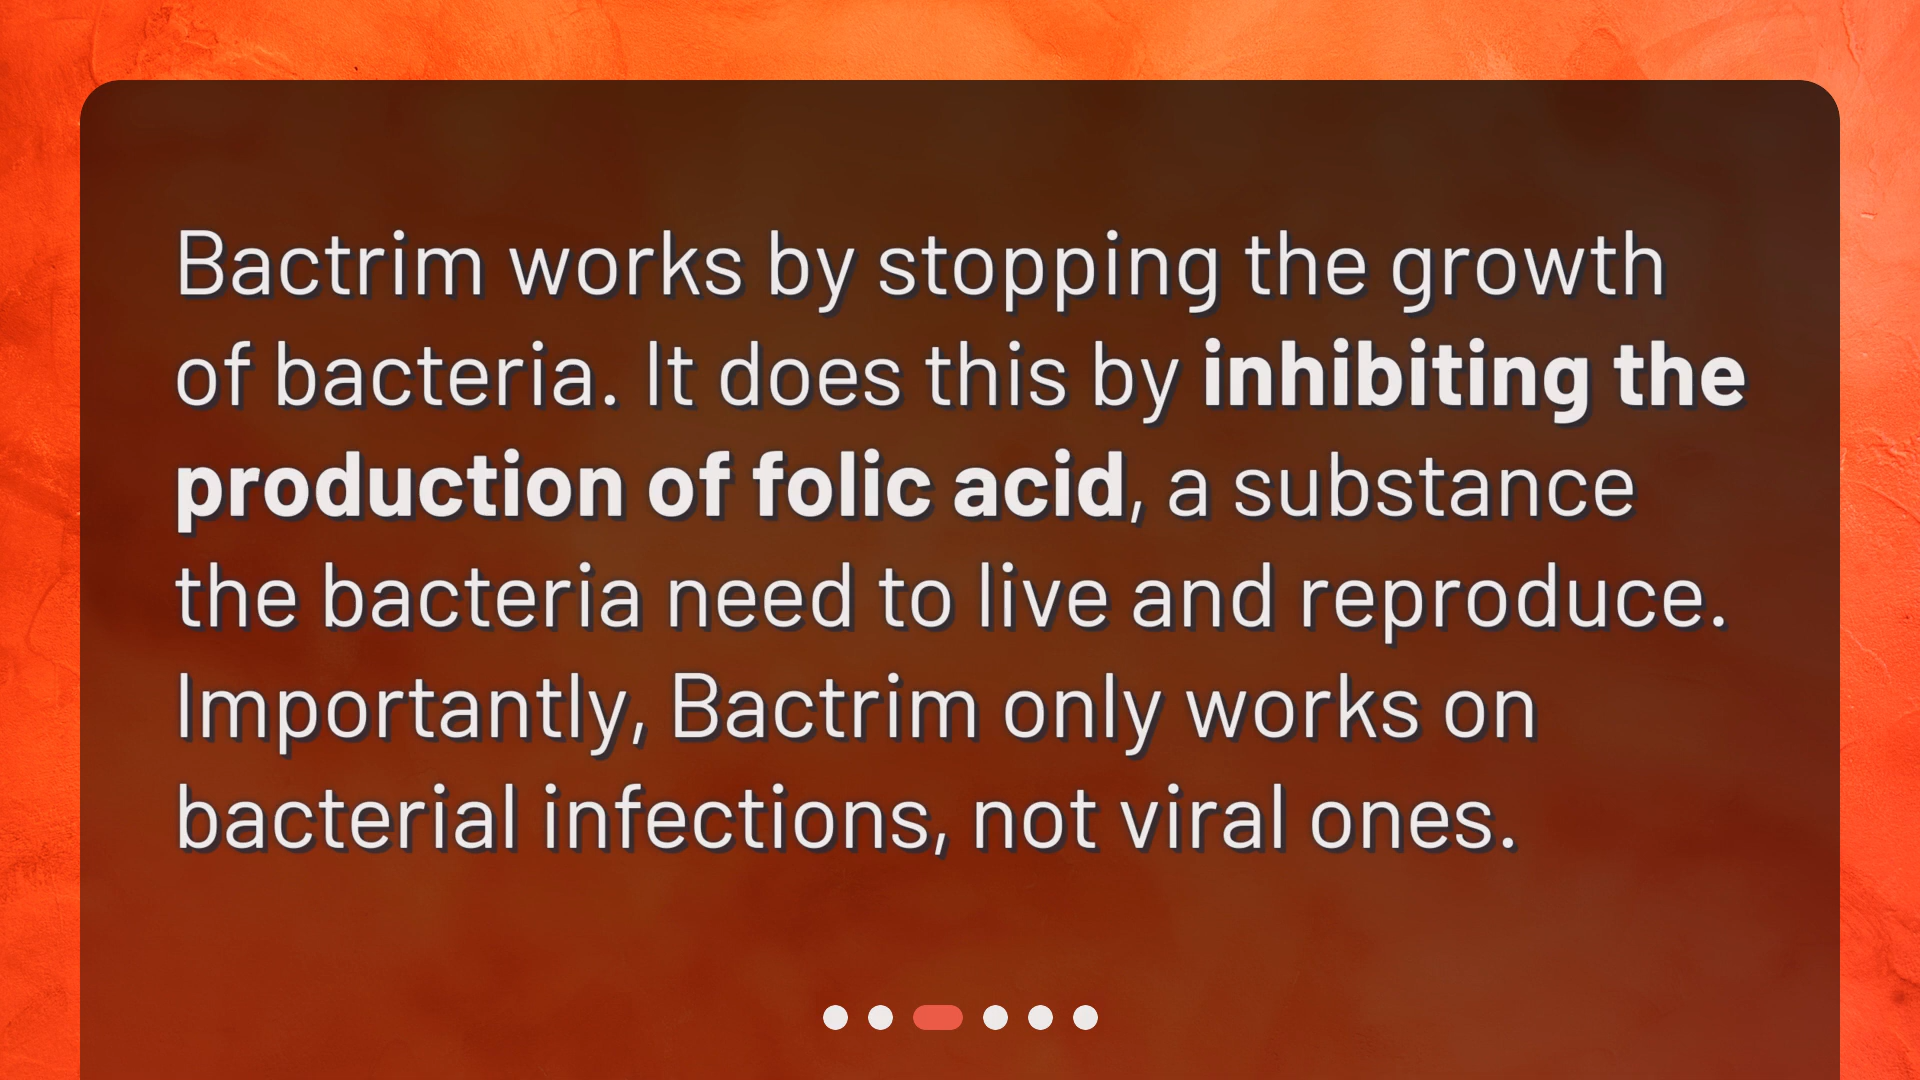 Bactrim works by stopping the growth
of bacteria. It does this by inhibiting the
production of folic acid, a substance
the bacteria need to live and reproduce.
Importantly, Bactrim only works on
bacterial infections, not viral ones.